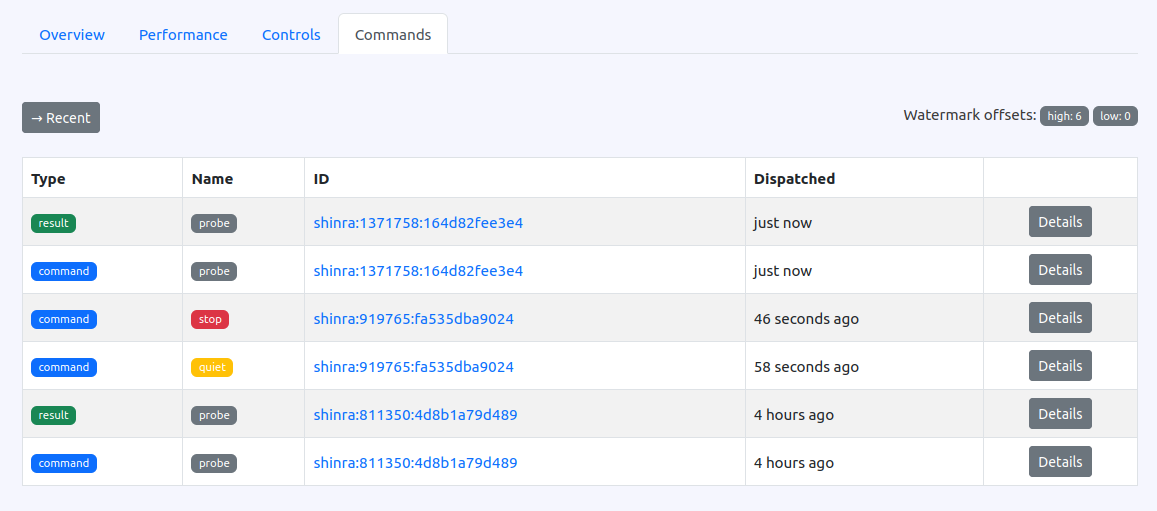 Overview Performance Controls Commands
→ Recent Watermark offsets: high: 6 low: 0
Type Name ID Dispatched
result probe shinra:1371758:164d82fee3e4 just now Details
command probe shinra:1371758:164d82fee3e4 just now Details
command stop shinra:919765:fa535dba9024 46 seconds ago Details
command quiet shinra:919765:fa535dba9024 58 seconds ago Details
result probe shinra:811350:4d8b1a79d489 4 hours ago Details
command probe shinra:811350:4d8b1a79d489 4 hours ago Details